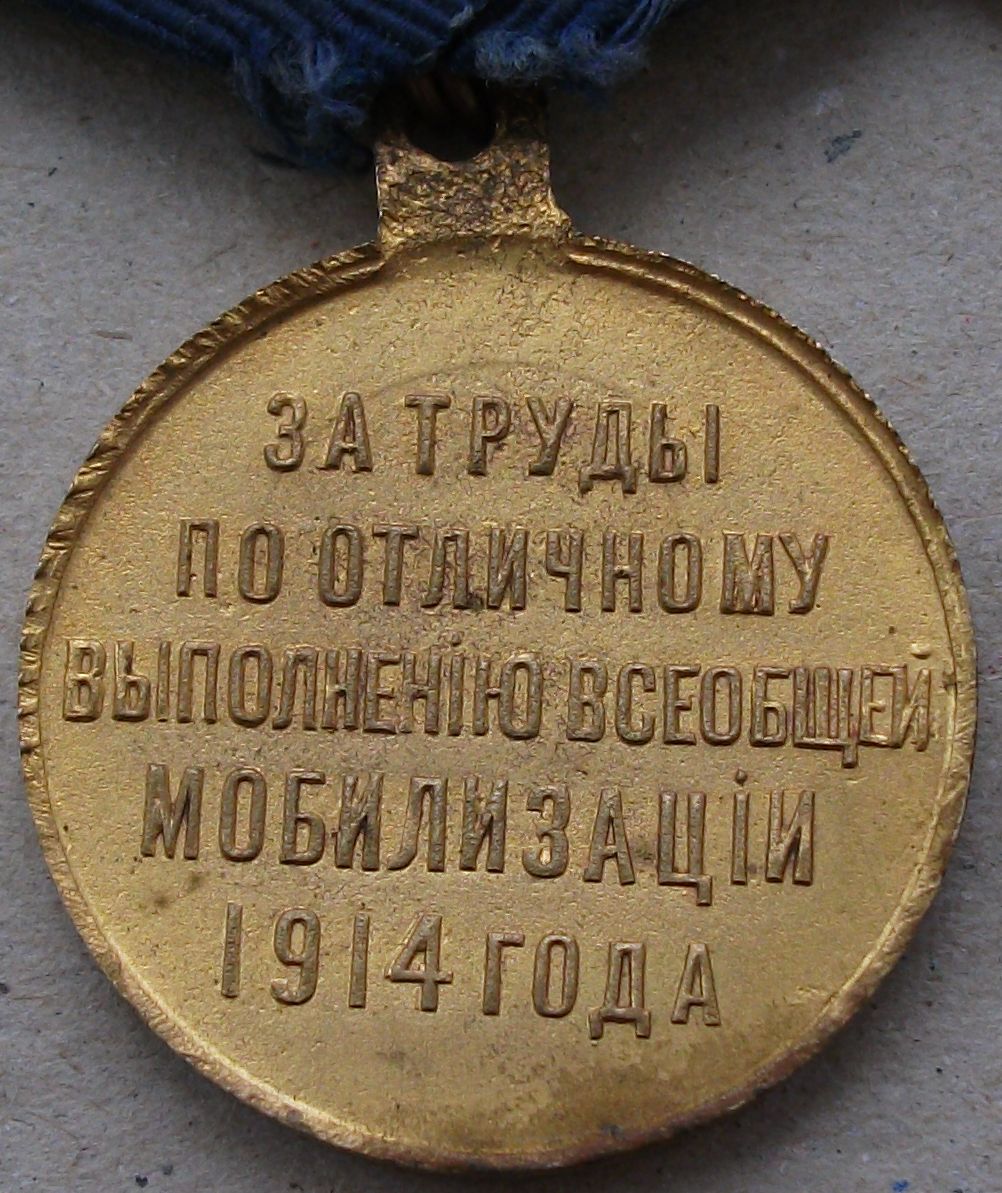 ЗА ТРУДЫ
ПО ОТЛИЧНОМУ
ВЫПОЛНЕНІЮ ВСЕОБЩЕЙ
МОБИЛИЗАЦІИ
1914 ГОДА